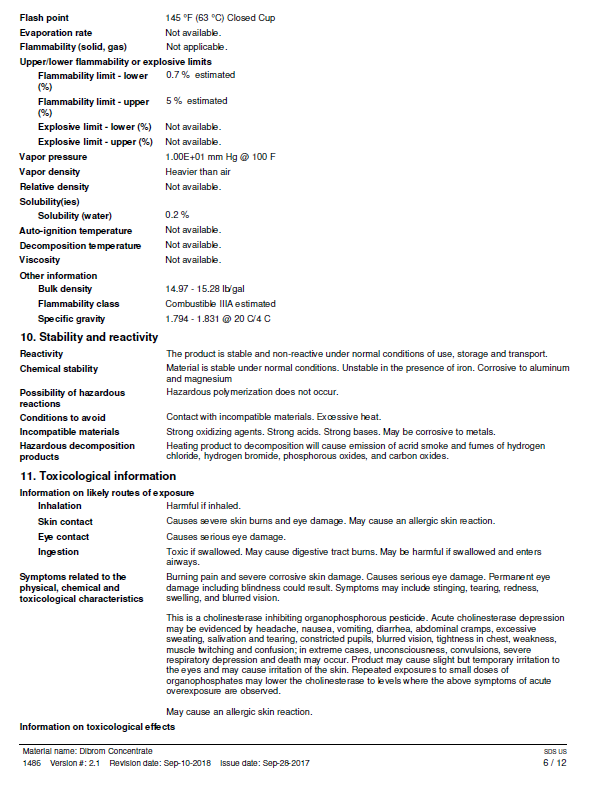 Flash point 145 ºF (63 ºC) Closed Cup
Evaporation rate Not available.
Flammability (solid, gas) Not applicable.
Upper/lower flammability or explosive limits
Flammability limit - lower 0.7 % estimated
(%)
Flammability limit - upper 5 % estimated
(%)
Explosive limit - lower (%) Not available.
Explosive limit - upper (%) Not available.
Vapor pressure 1.00E+01 mm Hg @ 100 F
Vapor density Heavier than air
Relative density Not available.
Solubility(ies)
Solubility (water) 0.2 %
Auto-ignition temperature Not available.
Decomposition temperature Not available.
Viscosity Not available.
Other information
Bulk density 14.97 - 15.28 lb/gal
Flammability class Combustible IIIA estimated
Specific gravity 1.794 - 1.831 @ 20 C/4 C
10. Stability and reactivity
Reactivity The product is stable and non-reactive under normal conditions of use, storage and transport.
Chemical stability Material is stable under normal conditions. Unstable in the presence of iron. Corrosive to aluminum
and magnesium
Possibility of hazardous Hazardous polymerization does not occur.
reactions
Conditions to avoid Contact with incompatible materials. Excessive heat.
Incompatible materials Strong oxidizing agents. Strong acids. Strong bases. May be corrosive to metals.
Hazardous decomposition Heating product to decomposition will cause emission of acrid smoke and fumes of hydrogen
products chloride, hydrogen bromide, phosphorous oxides, and carbon oxides.
11. Toxicological information
Information on likely routes of exposure
Inhalation Harmful if inhaled.
Skin contact Causes severe skin burns and eye damage. May cause an allergic skin reaction.
Eye contact Causes serious eye damage.
Ingestion Toxic if swallowed. May cause digestive tract burns. May be harmful if swallowed and enters
airways.
Symptoms related to the Burning pain and severe corrosive skin damage. Causes serious eye damage. Permanent eye
physical, chemical and damage including blindness could result. Symptoms may include stinging, tearing, redness,
toxicological characteristics swelling, and blurred vision.
This is a cholinesterase inhibiting organophosphorous pesticide. Acute cholinesterase depression
may be evidenced by headache, nausea, vomiting, diarrhea, abdominal cramps, excessive
sweating, salivation and tearing, constricted pupils, blurred vision, tightness in chest, weakness,
muscle twitching and confusion; in extreme cases, unconsciousness, convulsions, severe
respiratory depression and death may occur. Product may cause slight but temporary irritation to
the eyes and may cause irritation of the skin. Repeated exposures to small doses of
organophosphates may lower the cholinesterase to levels where the above symptoms of acute
overexposure are observed.
May cause an allergic skin reaction.
Information on toxicological effects
Material name: Dibrom Concentrate SDS US
1486 Version #: 2.1 Revision date: Sep-10-2018 Issue date: Sep-28-2017 6 / 12